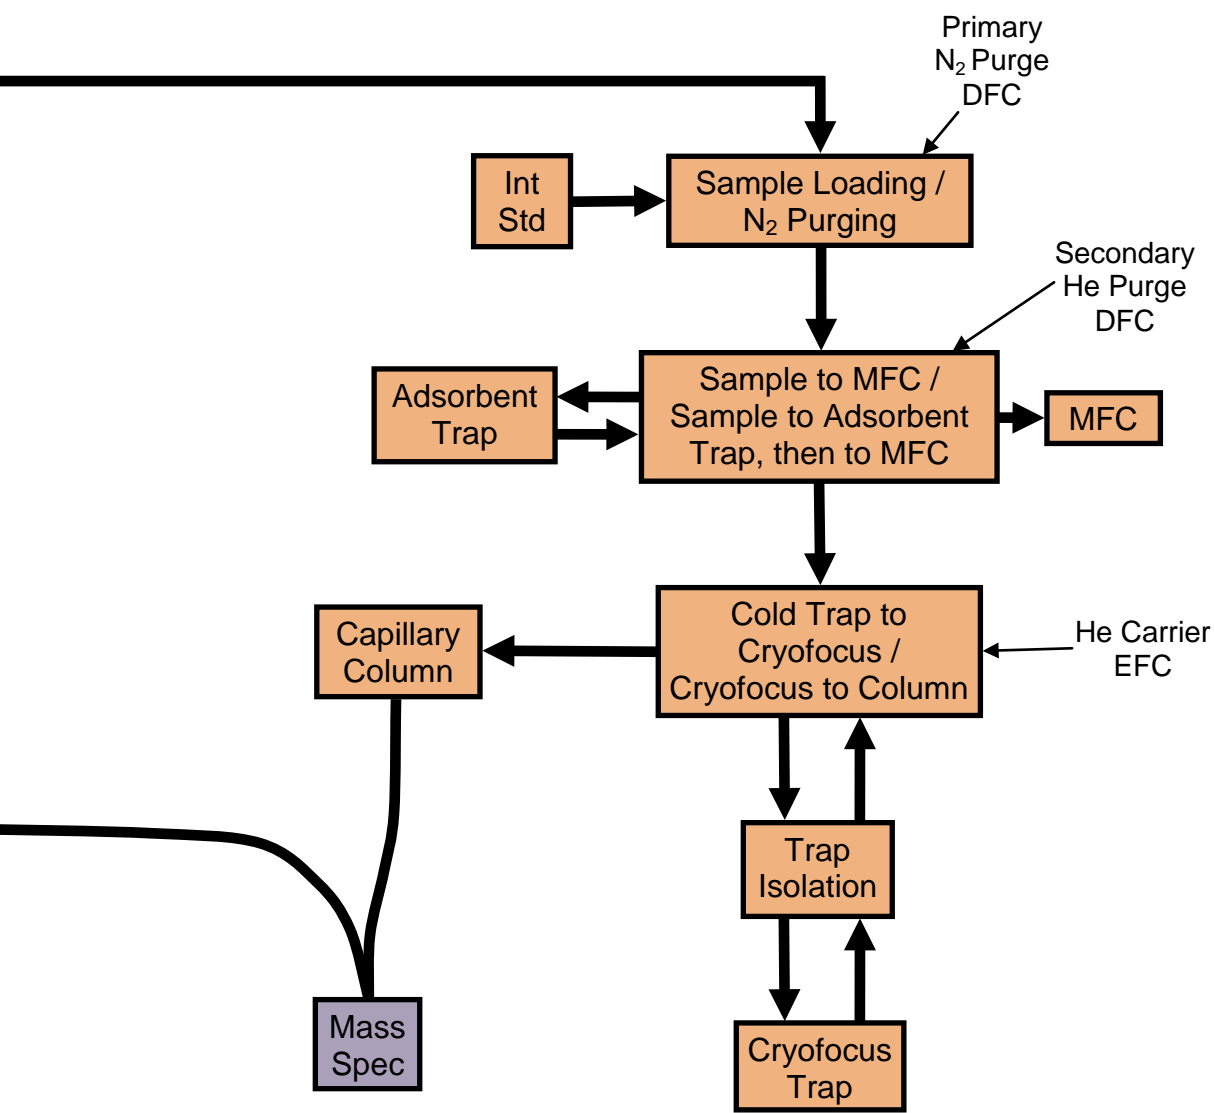 Primary
N₂ Purge
DFC
Int
Std
Sample Loading /
N₂ Purging
Secondary
He Purge
DFC
Adsorbent
Trap
Sample to MFC /
Sample to Adsorbent
Trap, then to MFC
MFC
Capillary
Column
Cold Trap to
Cryofocus /
Cryofocus to Column
He Carrier
EFC
Trap
Isolation
Mass
Spec
Cryofocus
Trap